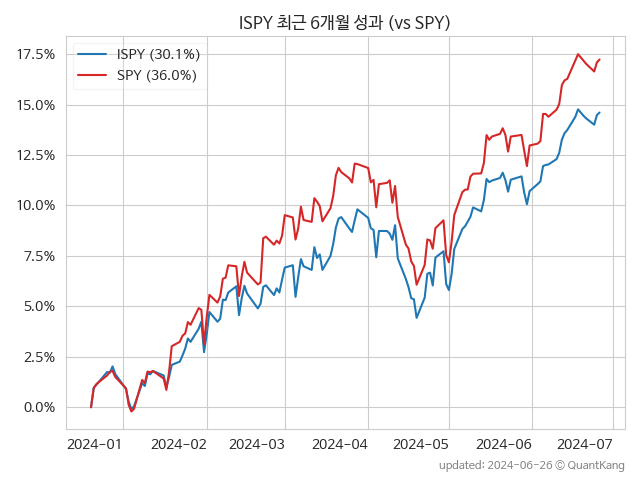 ISPY 최근 6개월 성과 (vs SPY)
ISPY (30.1%)
SPY (36.0%)
17.5%
15.0%
12.5%
10.0%
7.5%
5.0%
2.5%
0.0%
2024-01 2024-02 2024-03 2024-04 2024-05 2024-06 2024-07
updated: 2024-06-26 © QuantKang